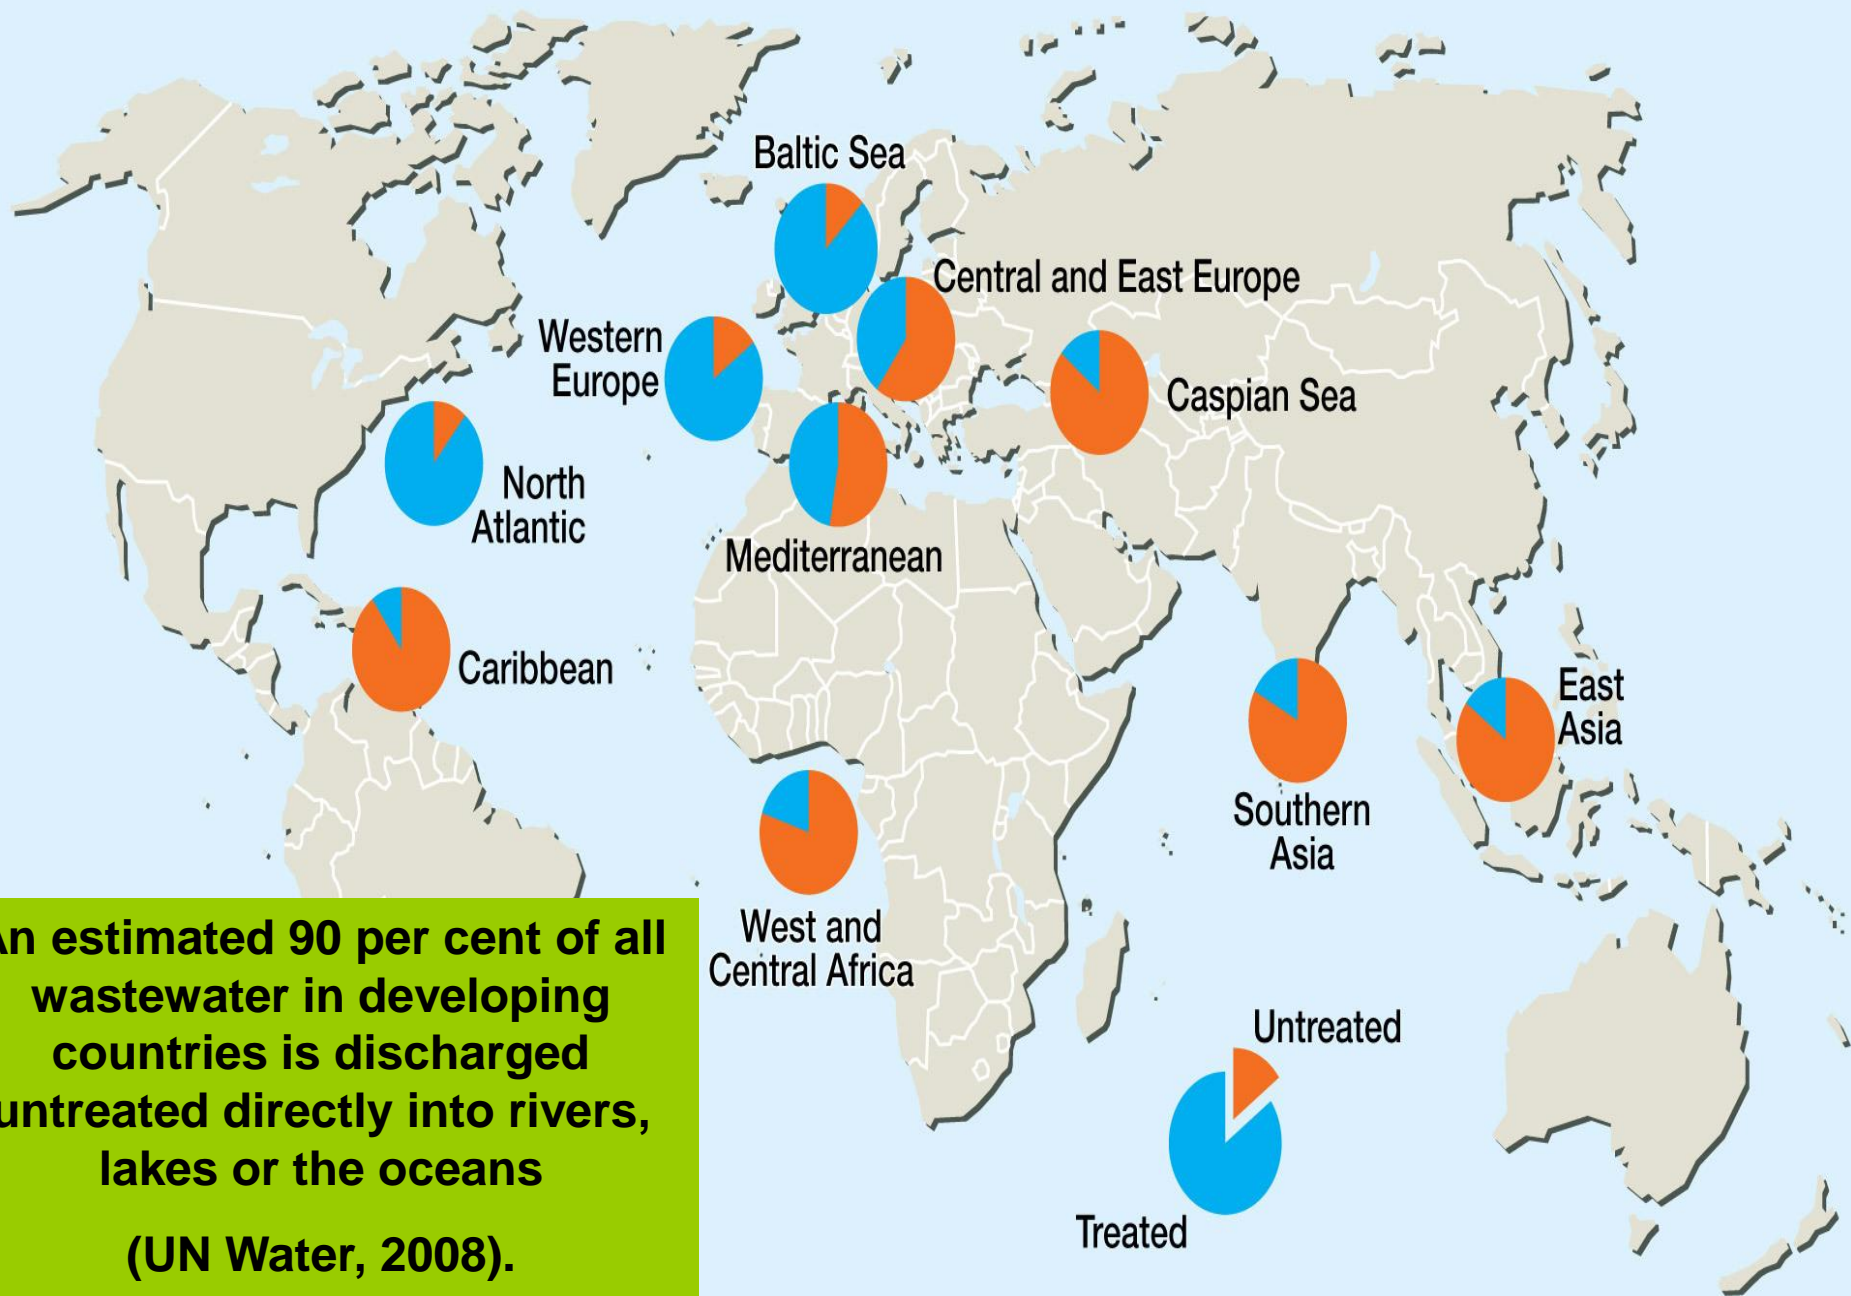 Baltic Sea
Central and East Europe
Western
Europe
Caspian Sea
North
Atlantic
Mediterranean
Caribbean
East
Asia
Southern
Asia
West and
Central Africa
An estimated 90 per cent of all
wastewater in developing
countries is discharged
untreated directly into rivers,
lakes or the oceans
(UN Water, 2008).
Untreated
Treated